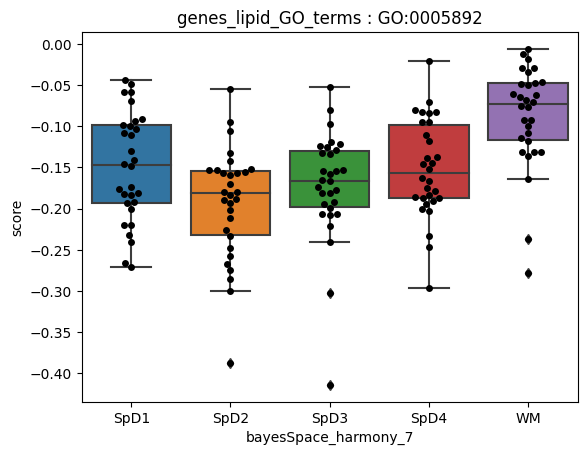 genes_lipid_GO_terms : GO:0005892
0.00
−0.05
−0.10
−0.15
−0.20
−0.25
−0.30
−0.35
−0.40
score
SpD1 SpD2 SpD3 SpD4 WM
bayesSpace_harmony_7